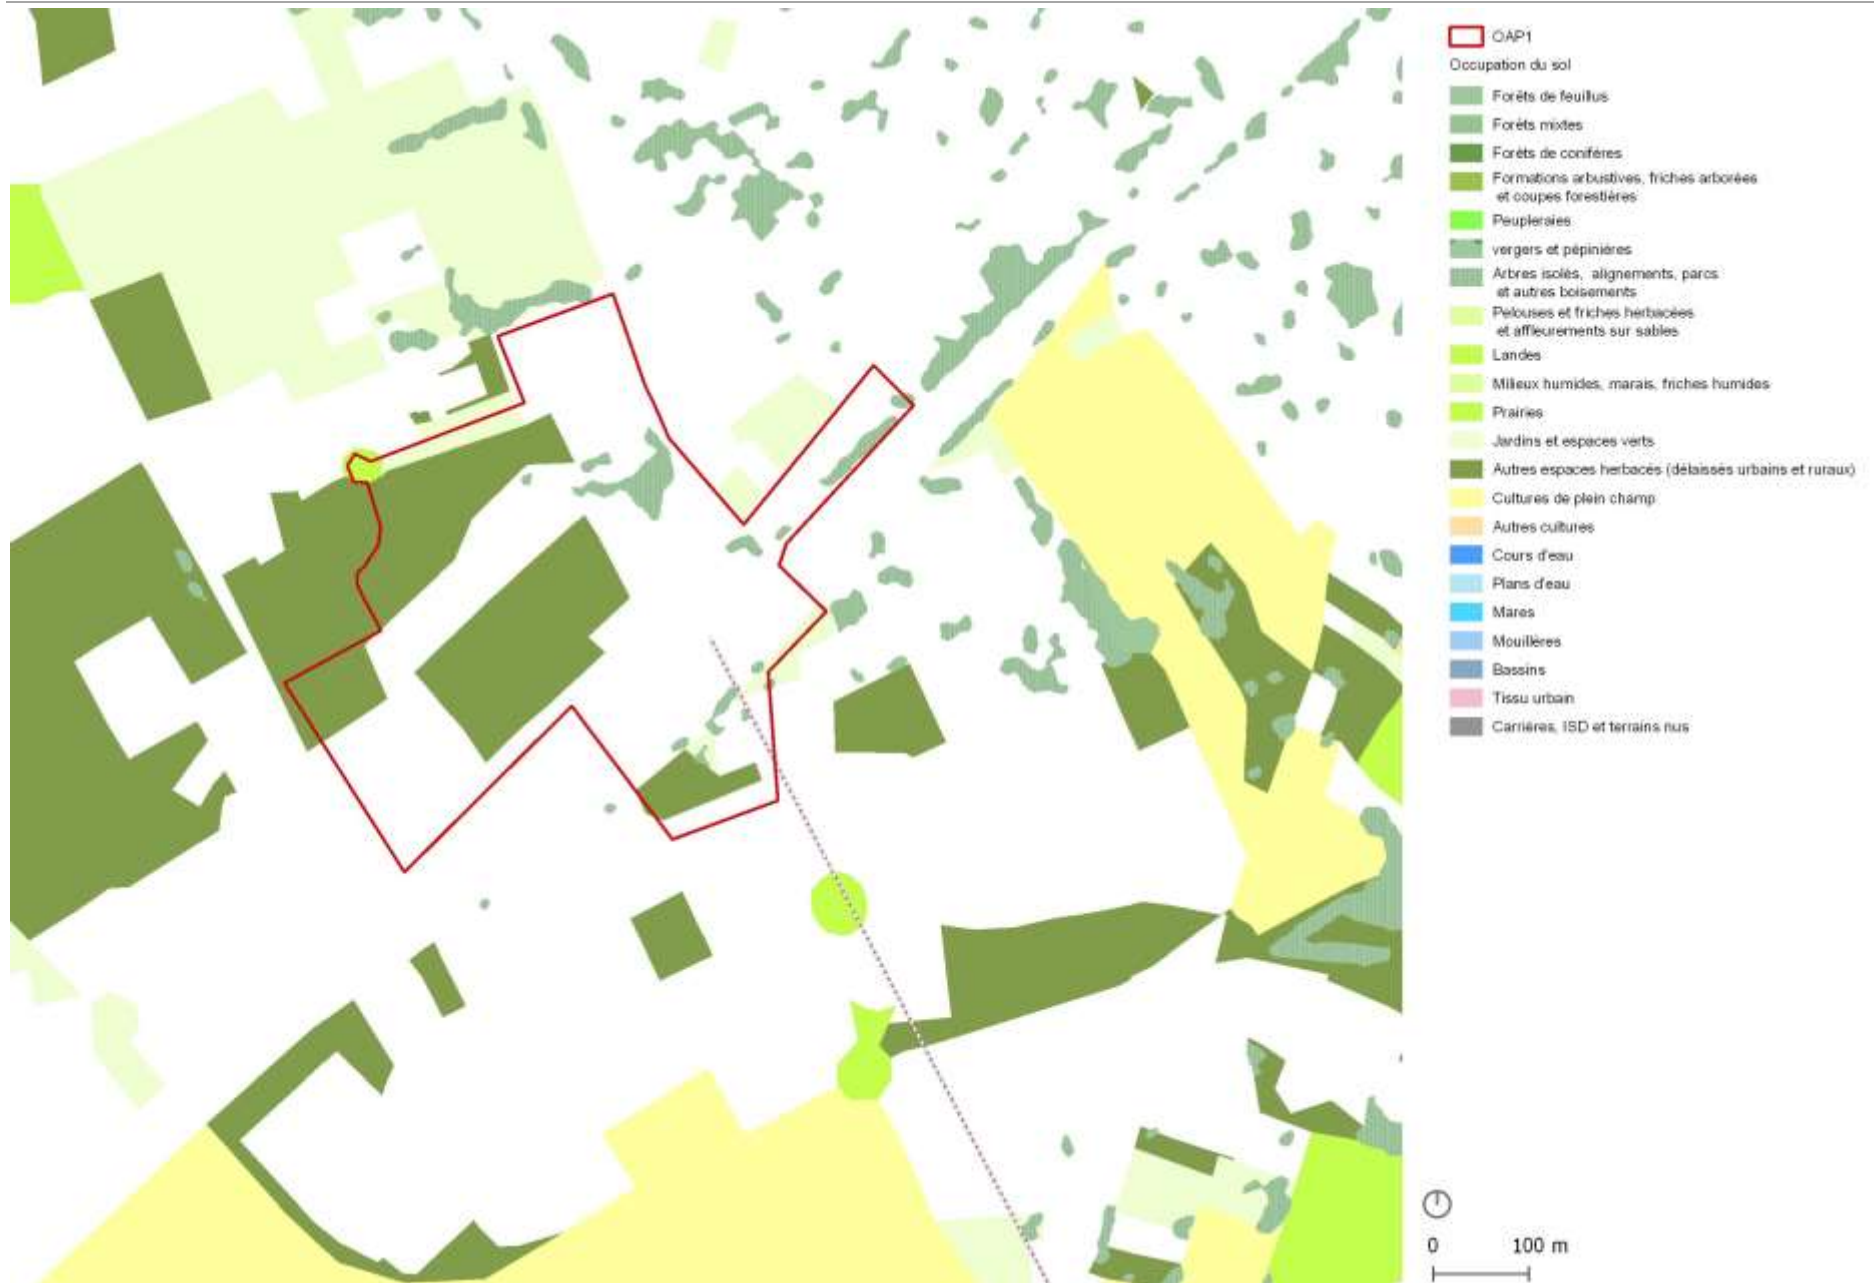 OAP1
Occupation du sol
Forêts de feuillus
Forêts mixtes
Forêts de conifères
Formations arbustives, friches arborées
et coupes forestières
Peupleraies
vergers et pépinières
Arbres isolés, alignements, parcs
et autres boisements
Pelouses et friches herbacées
et affleurements sur sables
Landes
Milieux humides, marais, friches humides
Prairies
Jardins et espaces verts
Autres espaces herbacés (délaissés urbains et ruraux)
Cultures de plein champ
Autres cultures
Cours d'eau
Plans d'eau
Mares
Mouillères
Bassins
Tissu urbain
Carrières, ISD et terrains nus
0 100 m